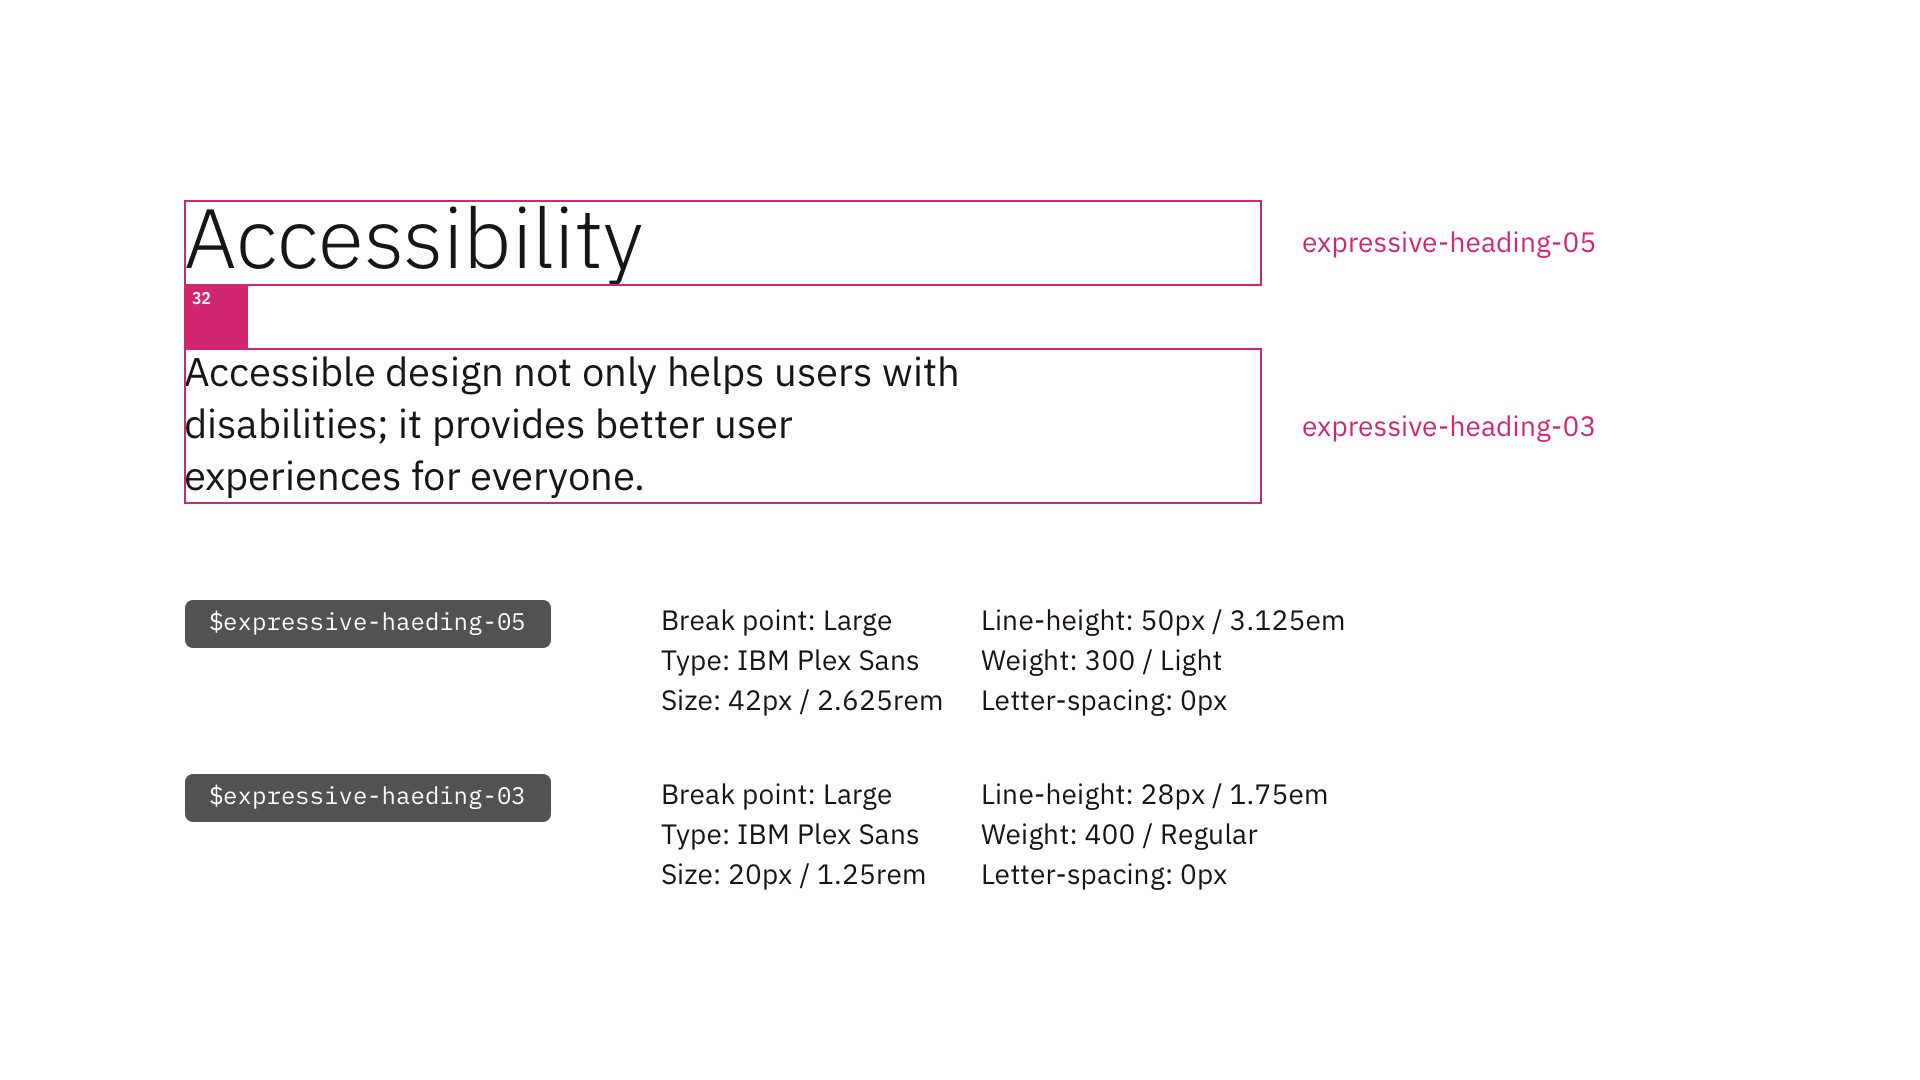 Accessibility
expressive-heading-05
32
Accessible design not only helps users with
disabilities; it provides better user
experiences for everyone.
expressive-heading-03
$expressive-haeding-05
Break point: Large
Type: IBM Plex Sans
Size: 42px / 2.625rem
Line-height: 50px / 3.125em
Weight: 300 / Light
Letter-spacing: 0px
$expressive-haeding-03
Break point: Large
Type: IBM Plex Sans
Size: 20px / 1.25rem
Line-height: 28px / 1.75em
Weight: 400 / Regular
Letter-spacing: 0px